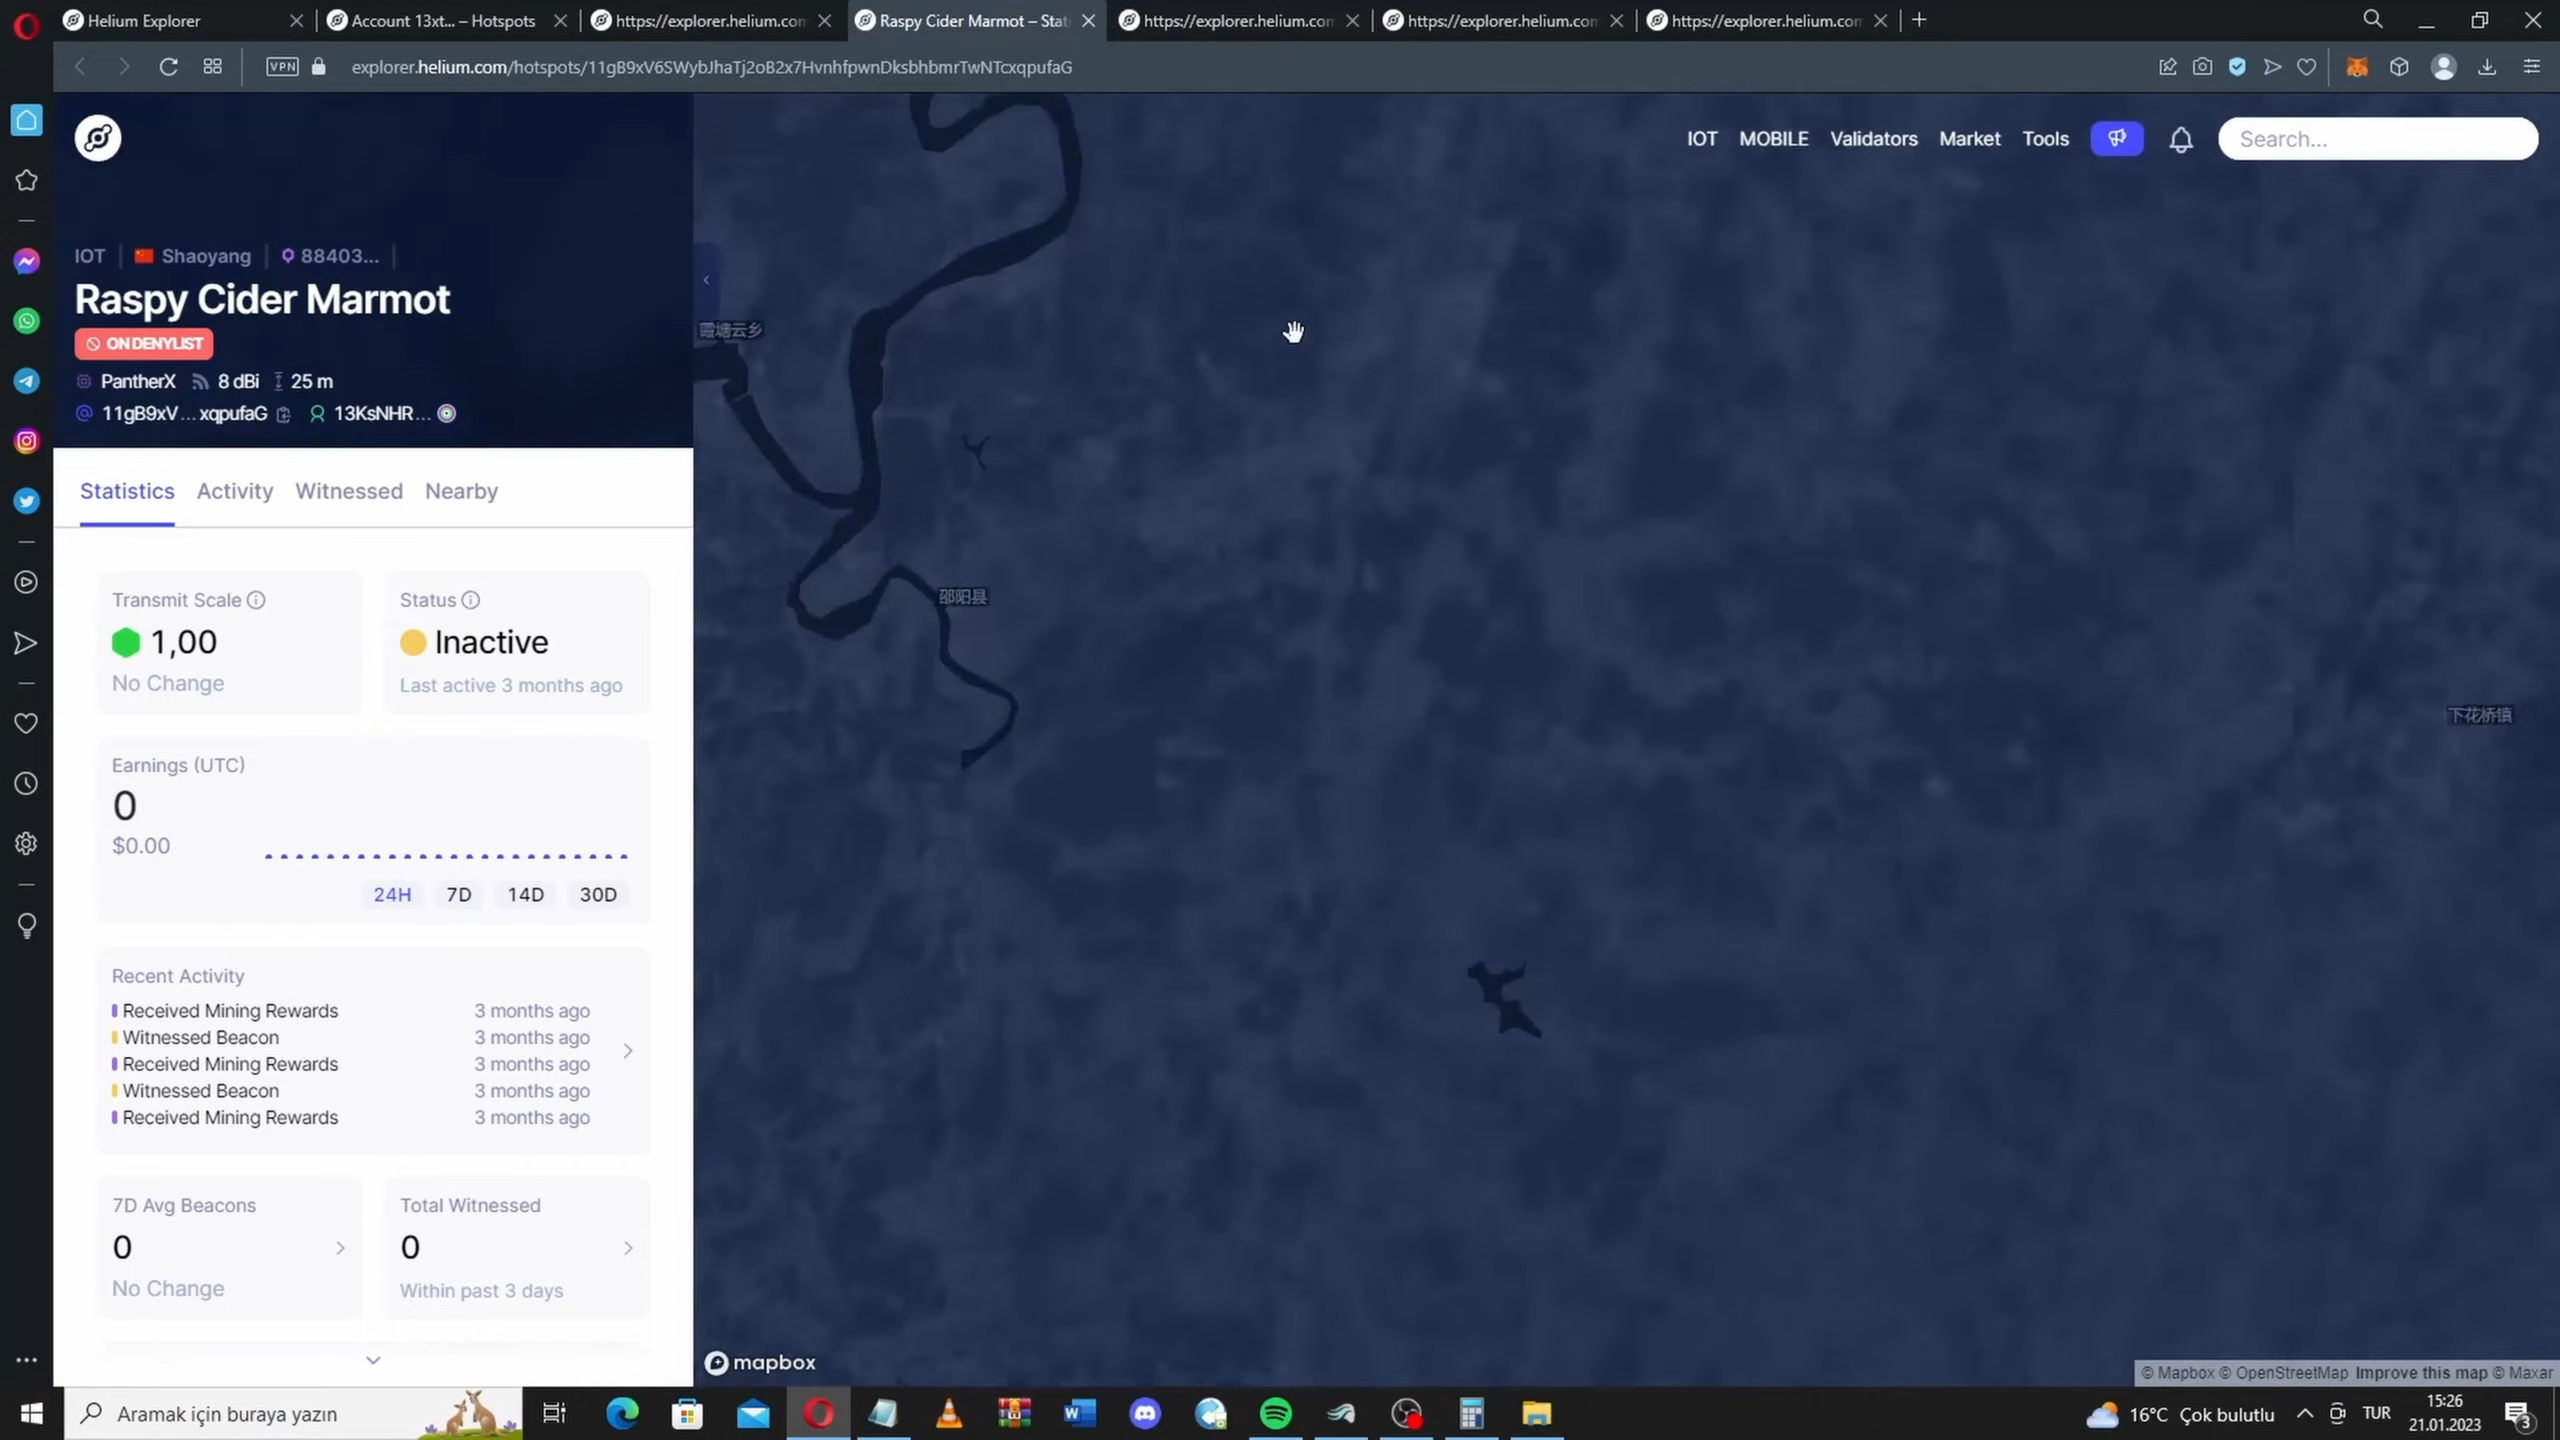 Helium Explorer
Account 13xt... – Hotspots
https://explorer.helium.com
Raspy Cider Marmot – Stat
https://explorer.helium.com
https://explorer.helium.com
https://explorer.helium.com
VPN
explorer.helium.com/hotspots/11gB9xV6SWybJhaTj2oB2x7HvnhfpwnDksbhbmrTwNTcxqpufaG
IOT MOBILE Validators Market Tools Search...
IOT Shaoyang 88403...
Raspy Cider Marmot
ON DENYLIST
PantherX 8 dBi 25 m
11gB9xV...xqpufaG 13KsNHR...
Statistics Activity Witnessed Nearby
Transmit Scale
1,00
No Change
Status
Inactive
Last active 3 months ago
Earnings (UTC)
0
$0.00
24H 7D 14D 30D
Recent Activity
Received Mining Rewards 3 months ago
Witnessed Beacon 3 months ago
Received Mining Rewards 3 months ago
Witnessed Beacon 3 months ago
Received Mining Rewards 3 months ago
7D Avg Beacons
0
No Change
Total Witnessed
0
Within past 3 days
霞塘云乡
邵阳县
下花桥镇
mapbox
© Mapbox © OpenStreetMap Improve this map © Maxar
Aramak için buraya yazın
16°C Çok bulutlu
TUR
15:26
21.01.2023
3